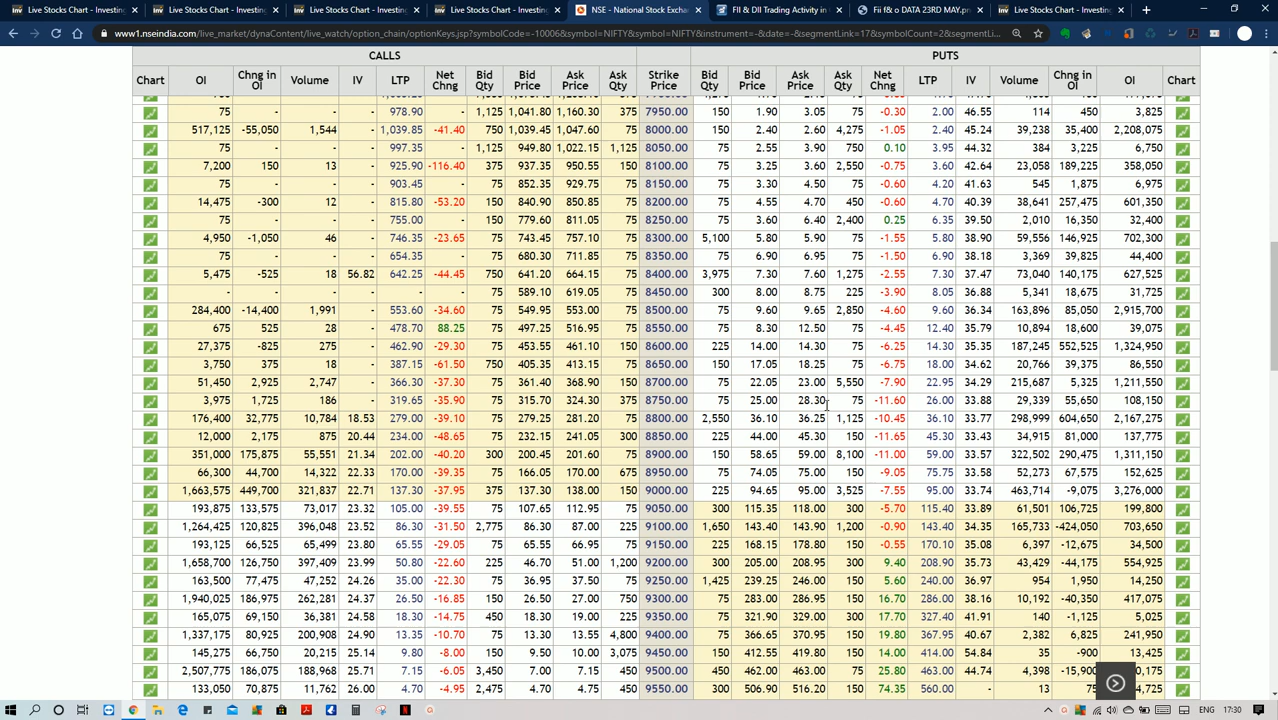 Live Stocks Chart - Investing.
Live Stocks Chart - Investing.
Live Stocks Chart - Investing.
Live Stocks Chart - Investing.
NSE - National Stock Exchan
FII & DII Trading Activity in
Fii f&o DATA 23RD MAY.pn
Live Stocks Chart - Investing.
www1.nseindia.com/live_market/dynaContent/live_watch/option_chain/optionKeys.jsp?symbolCode=-10006&symbol=NIFTY&symbol=NIFTY&instrument=-&date=-&segmentLink=17&symbolCount=2&segmentLi...
CALLS PUTS
Chart OI Chng in OI Volume IV LTP Net Chng Bid Qty Bid Price Ask Price Ask Qty Strike Price Bid Qty Bid Price Ask Price Ask Qty Net Chng LTP IV Volume Chng in OI OI Chart
75 - - - 978.90 - 1,125 1,041.80 1,160.30 375 7950.00 150 1.90 3.05 75 -0.30 2.00 46.55 114 450 3,825
517,125 -55,050 1,544 - 1,039.85 -41.40 750 1,039.45 1,047.60 75 8000.00 150 2.40 2.60 4,275 -1.05 2.40 45.24 39,238 35,400 2,208,075
75 - - - 997.35 - 1,125 949.80 1,022.15 1,125 8050.00 75 2.55 3.90 750 0.10 3.95 44.32 384 3,225 6,750
7,200 150 13 - 925.90 -116.40 375 937.35 950.55 150 8100.00 75 3.25 3.60 2,550 -0.75 3.60 42.64 23,058 189,225 358,050
75 - - - 903.45 - 75 852.35 929.75 75 8150.00 75 3.30 4.50 75 -0.60 4.20 41.63 545 1,875 6,975
14,475 -300 12 - 815.80 -53.20 150 840.90 850.85 75 8200.00 75 4.55 4.70 450 -0.60 4.70 40.39 38,641 257,475 601,350
75 - - - 755.00 - 150 779.60 811.05 75 8250.00 75 3.60 6.40 2,400 0.25 6.35 39.50 2,010 16,350 32,400
4,950 -1,050 46 - 746.35 -23.65 75 743.45 757.10 75 8300.00 5,100 5.80 5.90 75 -1.55 5.80 38.90 59,556 146,925 702,300
75 - - - 654.35 - 75 680.30 711.85 75 8350.00 75 6.90 6.95 75 -1.50 6.90 38.18 3,369 39,825 44,400
5,475 -525 18 56.82 642.25 -44.45 750 641.20 664.15 75 8400.00 3,975 7.30 7.60 1,275 -2.55 7.30 37.47 73,040 140,175 627,525
- - - - - - 75 589.10 619.05 75 8450.00 300 8.00 8.75 225 -3.90 8.05 36.88 5,341 18,675 31,725
284,400 -14,400 1,991 - 553.60 -34.60 75 549.95 553.00 75 8500.00 75 9.60 9.65 2,850 -4.60 9.60 36.34 163,896 85,050 2,915,700
675 525 28 - 478.70 88.25 75 497.25 516.95 75 8550.00 75 8.30 12.50 75 -4.45 12.40 35.79 10,894 18,600 39,075
27,375 -825 275 - 462.90 -29.30 75 453.55 461.10 150 8600.00 225 14.00 14.30 75 -6.25 14.30 35.35 187,245 552,525 1,324,950
3,750 375 18 - 387.15 -61.50 750 405.35 413.15 75 8650.00 150 17.05 18.25 75 -6.75 18.00 34.62 20,766 39,375 86,550
51,450 2,925 2,747 - 366.30 -37.30 75 361.40 368.90 150 8700.00 75 22.05 23.00 5,550 -7.90 22.95 34.29 215,687 5,325 1,211,550
3,975 1,725 186 - 319.65 -35.90 75 315.70 324.30 375 8750.00 75 25.00 28.30 75 -11.60 26.00 33.88 29,339 55,650 108,150
176,400 32,775 10,784 18.53 279.00 -39.10 75 279.25 281.20 75 8800.00 2,550 36.10 36.25 -10.45 36.10 33.77 298,999 604,650 2,167,275
12,000 2,175 875 20.44 234.00 -48.65 75 232.15 241.05 300 8850.00 225 44.00 45.30 150 -11.65 45.30 33.43 34,915 81,000 137,775
351,000 175,875 55,551 21.34 202.00 -40.20 300 200.45 201.60 75 8900.00 150 58.65 59.00 8,100 -11.00 59.00 33.57 322,502 290,475 1,311,150
66,300 44,700 14,322 22.33 170.00 -39.35 75 166.05 170.00 675 8950.00 75 74.05 75.00 150 -9.05 75.75 33.58 52,273 67,575 152,625
1,663,575 449,700 321,837 22.71 137.30 -37.95 75 137.30 138.00 150 9000.00 225 94.65 95.00 3,525 -7.55 95.00 33.74 463,714 -9,075 3,276,000
193,875 133,575 73,017 23.32 105.00 -39.55 75 107.65 112.95 75 9050.00 300 115.35 118.00 300 -5.70 115.40 33.89 61,501 106,725 199,800
1,264,425 120,825 396,048 23.52 86.30 -31.50 2,775 86.30 87.00 225 9100.00 1,650 143.40 143.90 1,200 -0.90 143.40 34.35 165,733 -424,050 703,650
193,125 66,525 65,499 23.80 65.55 -29.05 75 65.55 66.95 75 9150.00 225 168.15 178.80 150 -0.55 170.10 35.08 6,397 -12,675 34,500
1,658,700 126,750 397,409 23.99 50.80 -22.60 225 46.70 51.00 1,200 9200.00 300 205.00 208.95 300 9.40 208.90 35.73 43,429 -44,175 554,925
163,500 77,475 47,252 24.26 35.00 -22.30 75 36.95 37.50 75 9250.00 1,425 239.25 246.00 150 5.60 240.00 36.97 954 1,950 14,250
1,940,025 186,975 262,281 24.37 26.50 -16.85 150 26.50 27.00 750 9300.00 75 283.00 286.95 150 16.70 286.00 38.16 10,192 -40,350 417,075
165,075 69,150 36,381 24.58 18.30 -14.75 450 18.30 19.00 225 9350.00 75 321.90 329.00 300 17.70 327.40 41.91 140 -1,125 5,025
1,337,175 80,925 200,908 24.90 13.35 -10.70 75 13.30 13.55 4,800 9400.00 75 366.65 370.95 150 19.80 367.95 40.67 2,382 6,825 241,950
145,275 66,750 20,215 25.14 9.80 -8.00 150 9.50 10.00 3,075 9450.00 150 412.55 419.80 150 14.00 412.00 54.84 35 -900 13,425
2,507,775 186,075 188,968 25.71 7.15 -6.05 450 7.00 7.15 450 9500.00 450 462.00 463.00 150 25.80 463.00 44.74 4,398 -15,900
133,050 70,875 11,762 26.00 4.70 -4.95 2,475 4.70 4.75 450 9550.00 300 506.90 516.20 150 74.35 560.00 - 13 4,725
ENG 17:30